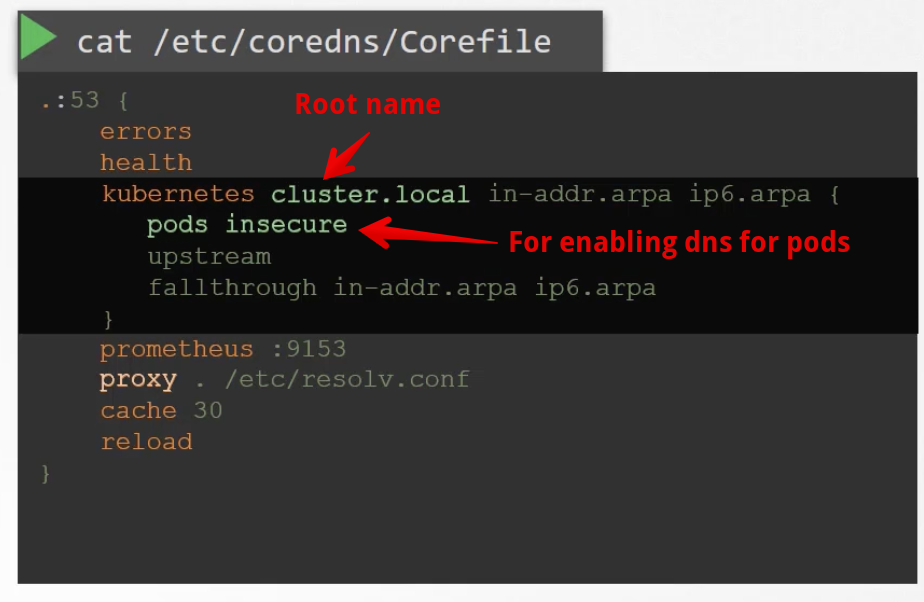 cat /etc/coredns/Corefile
.:53 {
Root name
errors
health
kubernetes cluster.local in-addr.arpa ip6.arpa {
pods insecure
For enabling dns for pods
upstream
fallthrough in-addr.arpa ip6.arpa
}
prometheus :9153
proxy . /etc/resolv.conf
cache 30
reload
}